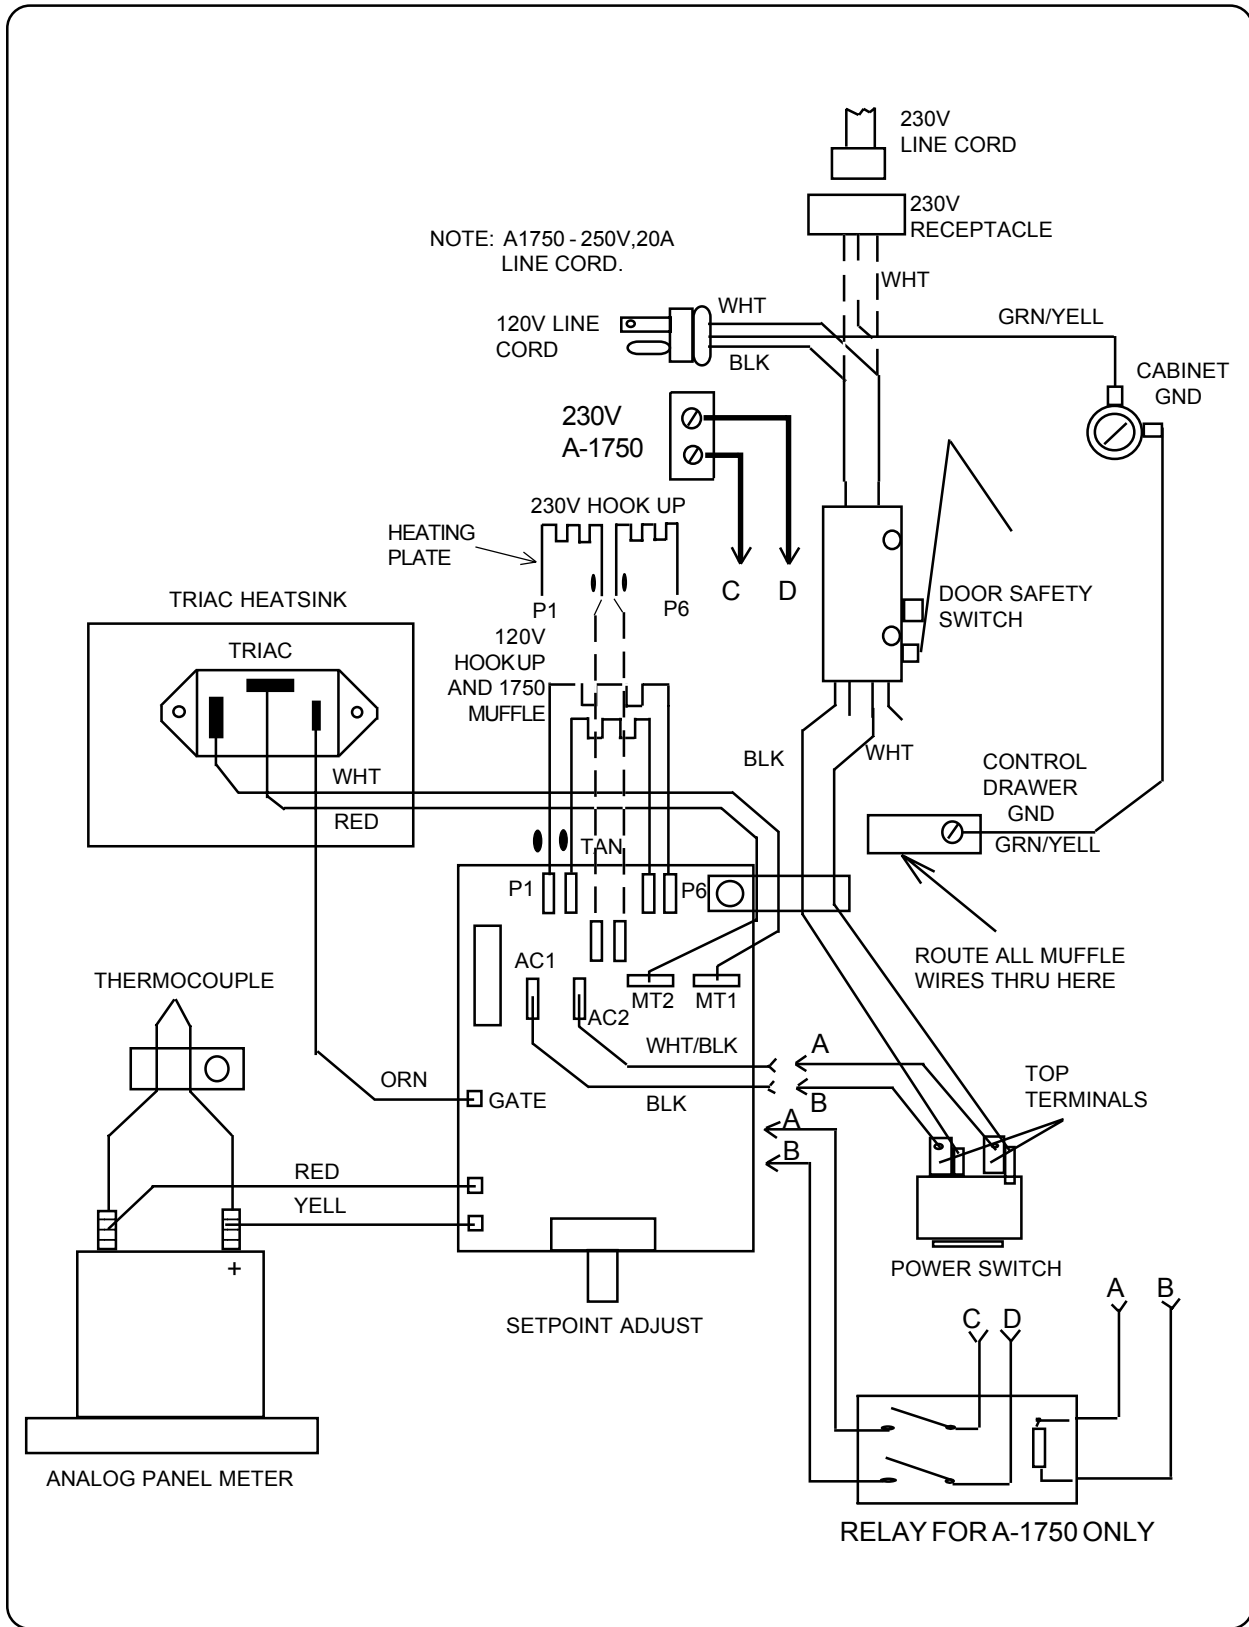 230V
LINE CORD
230V
RECEPTACLE
NOTE: A1750 - 250V,20A
LINE CORD.
WHT
WHT
120V LINE
CORD
GRN/YELL
BLK
CABINET
GND
230V
A-1750
230V HOOK UP
HEATING
PLATE
C
D
P1
P6
DOOR SAFETY
SWITCH
TRIAC HEATSINK
TRIAC
120V
HOOKUP
AND 1750
MUFFLE
BLK
WHT
WHT
RED
CONTROL
DRAWER
GND
GRN/YELL
TAN
P1
P6
ROUTE ALL MUFFLE
WIRES THRU HERE
THERMOCOUPLE
AC1
MT2
MT1
AC2
WHT/BLK
A
BLK
B
TOP
TERMINALS
ORN
GATE
A
B
RED
YELL
+
POWER SWITCH
SETPOINT ADJUST
A
B
C
D
ANALOG PANEL METER
RELAY FOR A-1750 ONLY